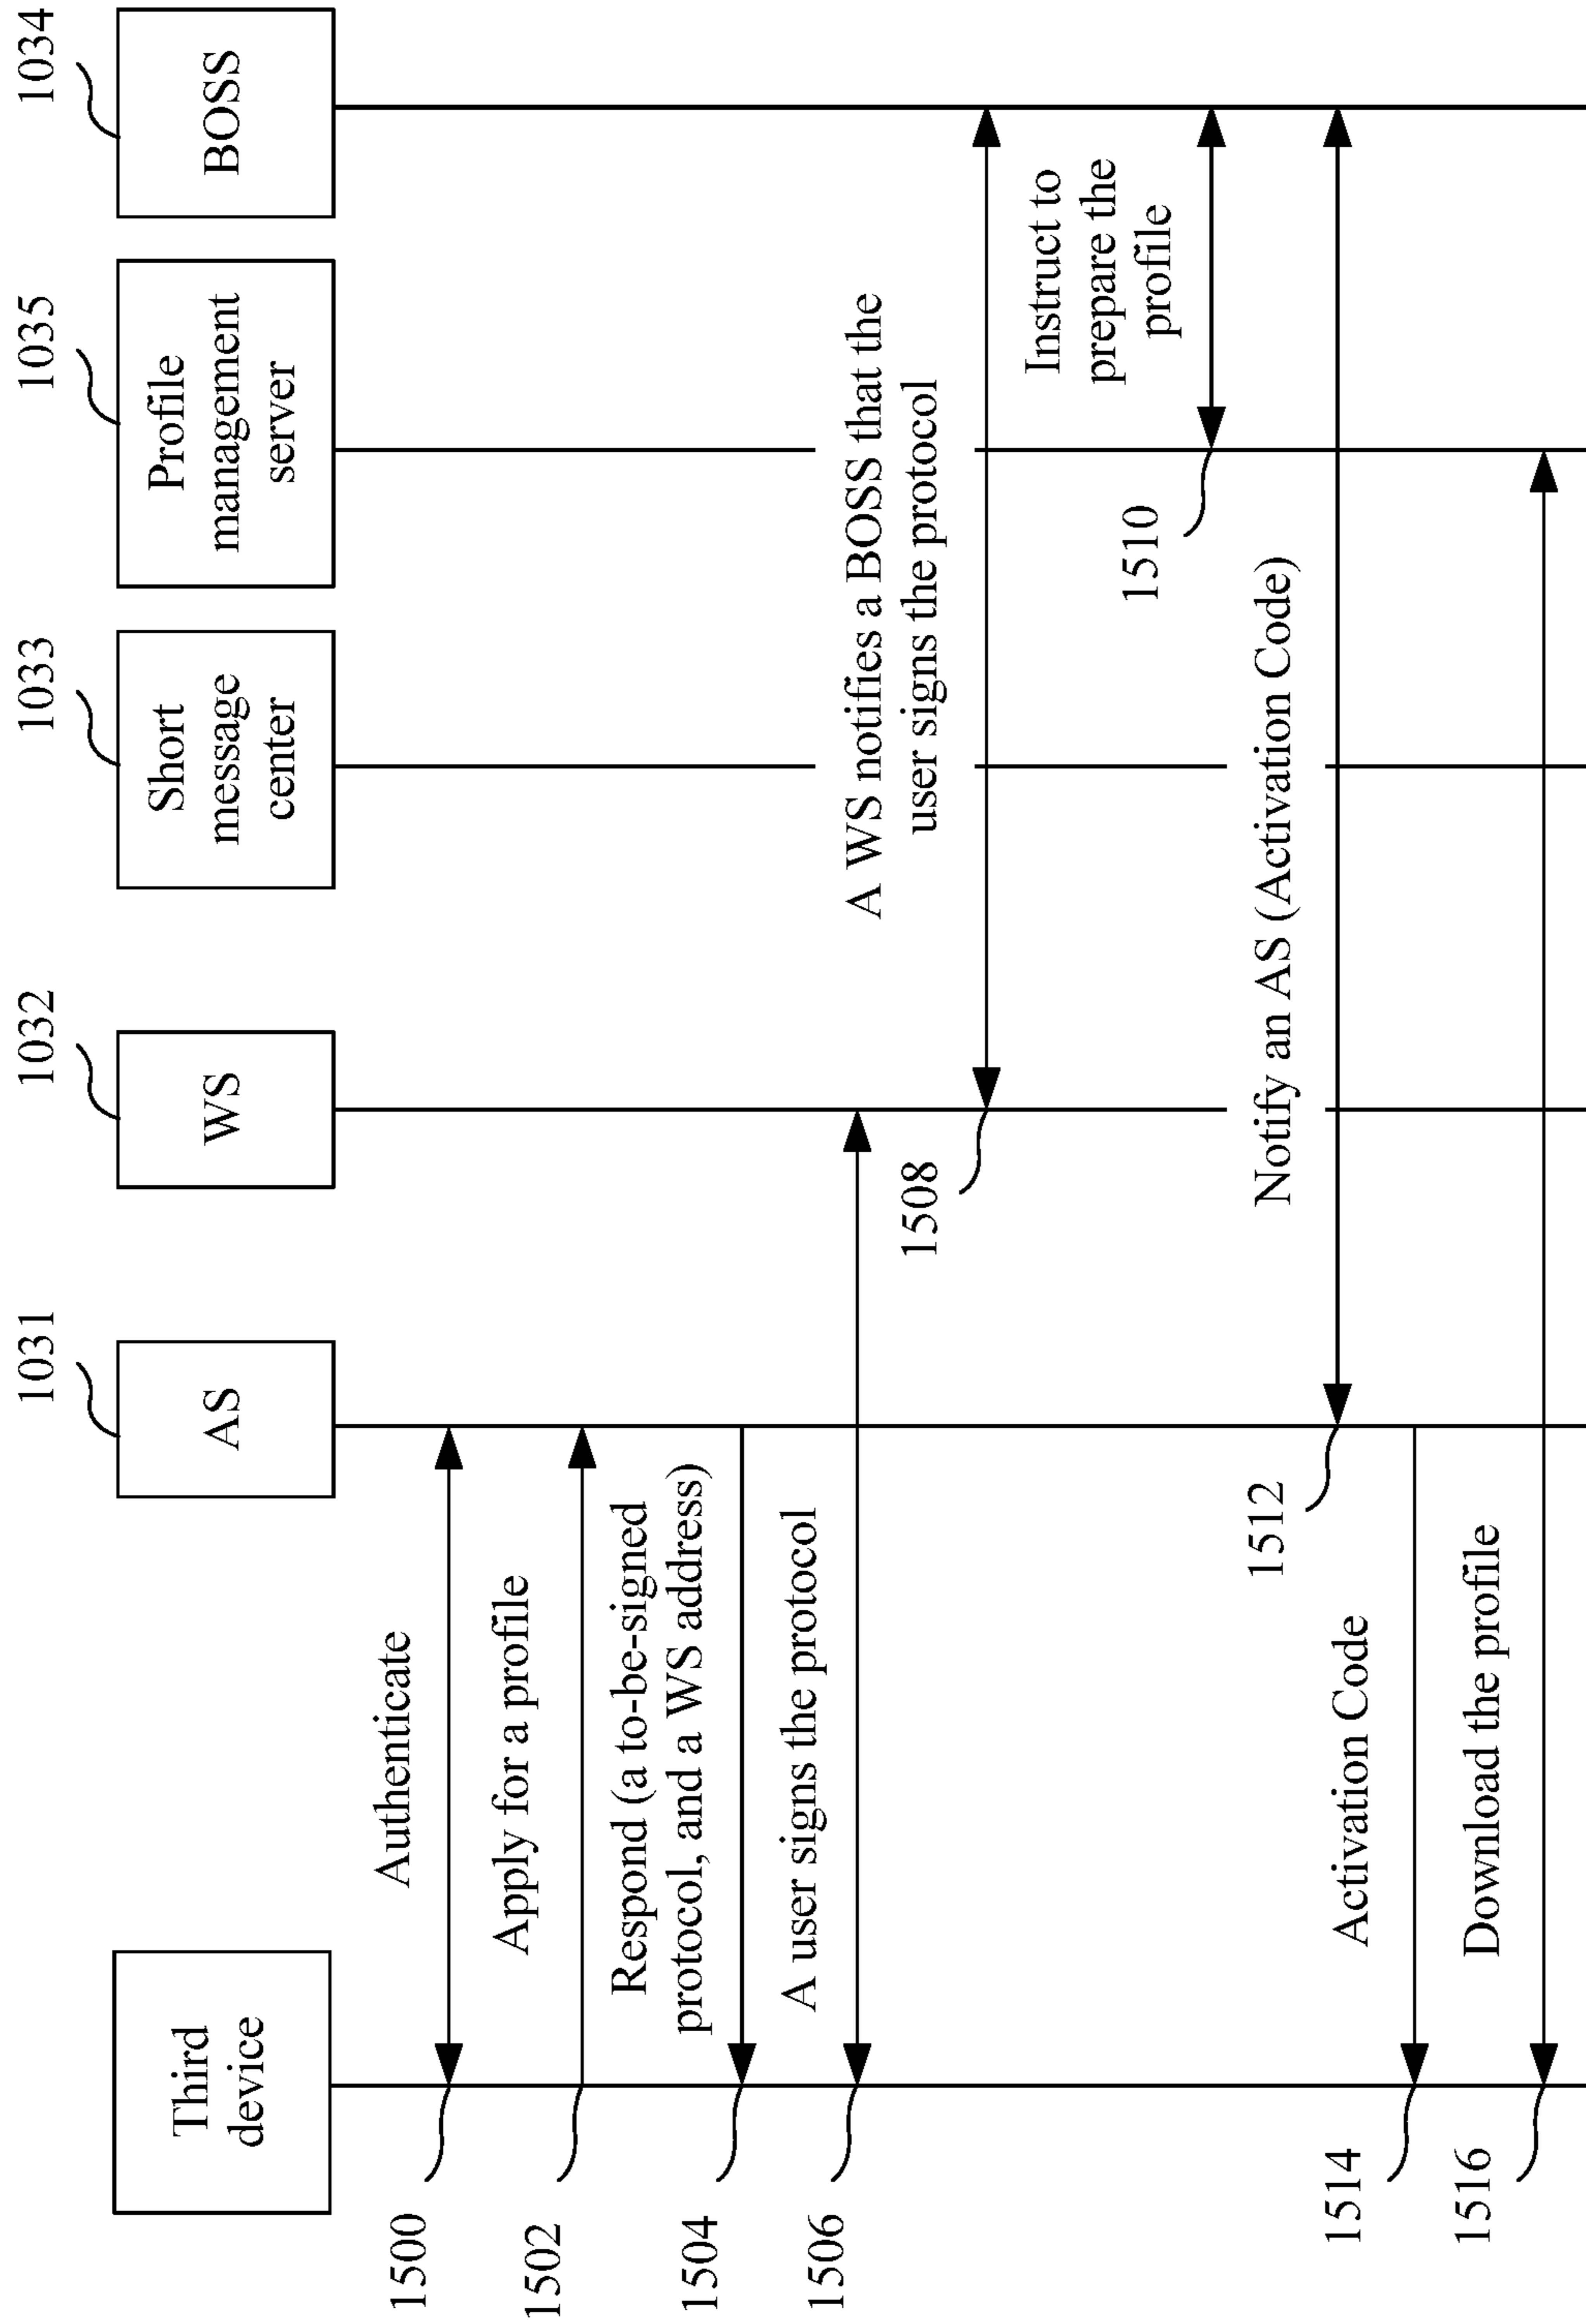 1031
1032
1033
1035
1034
Third
device
AS
WS
Short
message
center
Profile
management
server
BOSS
Authenticate
1500
Apply for a profile
1502
Respond (a to-be-signed
protocol, and a WS address)
1504
A user signs the protocol
1506
A WS notifies a BOSS that the
user signs the protocol
1508
Instruct to
prepare the
profile
1510
Notify an AS (Activation Code)
1512
Activation Code
1514
Download the profile
1516